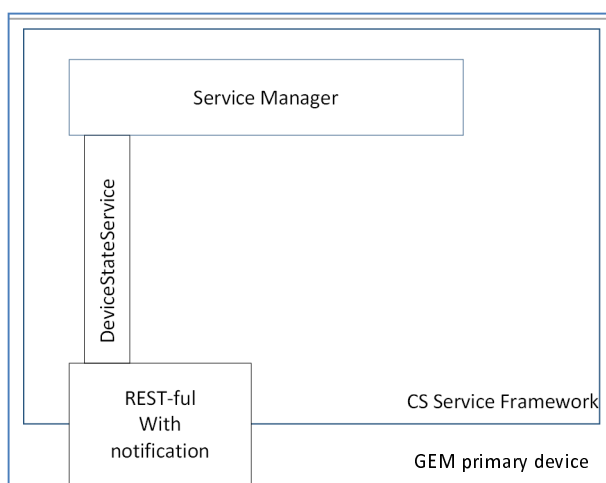 Service Manager
DeviceStateService
REST-ful
With
notification
CS Service Framework
GEM primary device